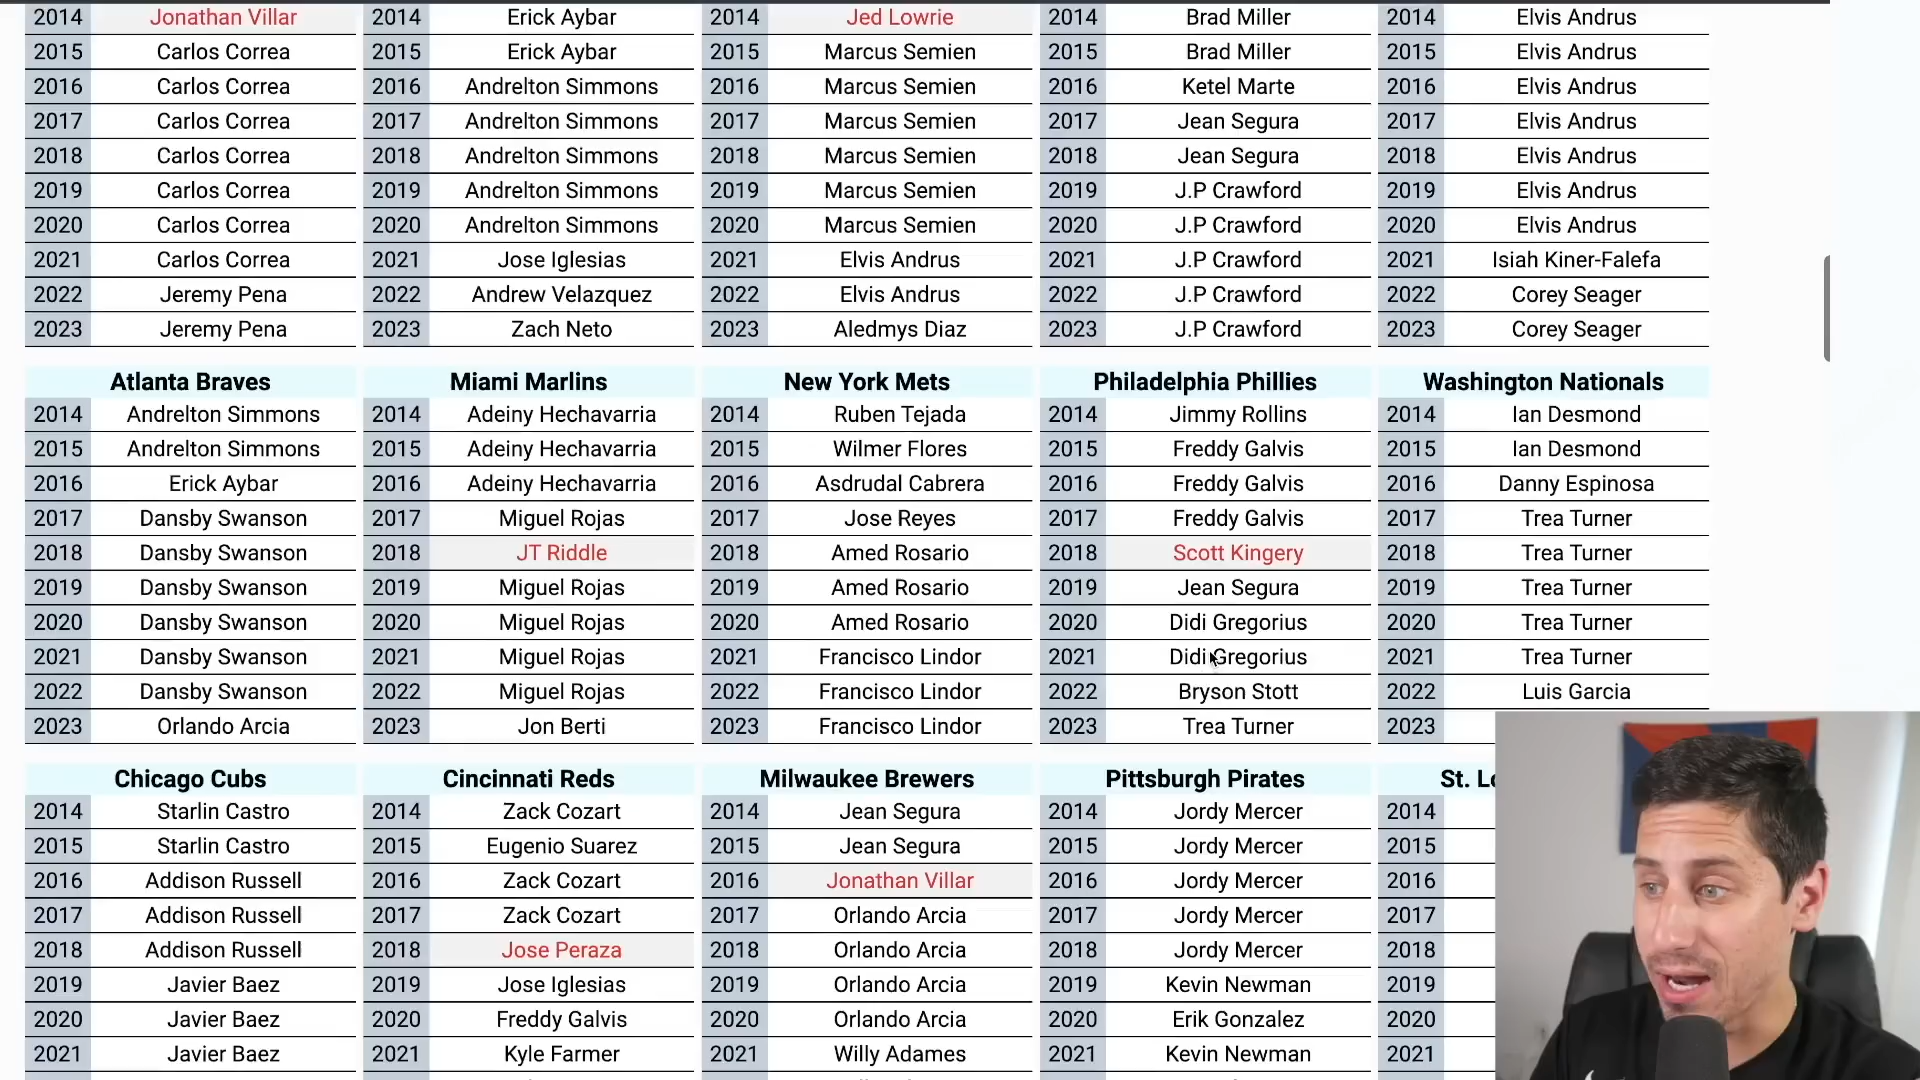 2014 Jonathan Villar 2014 Erick Aybar 2014 Jed Lowrie 2014 Brad Miller 2014 Elvis Andrus
2015 Carlos Correa 2015 Erick Aybar 2015 Marcus Semien 2015 Brad Miller 2015 Elvis Andrus
2016 Carlos Correa 2016 Andrelton Simmons 2016 Marcus Semien 2016 Ketel Marte 2016 Elvis Andrus
2017 Carlos Correa 2017 Andrelton Simmons 2017 Marcus Semien 2017 Jean Segura 2017 Elvis Andrus
2018 Carlos Correa 2018 Andrelton Simmons 2018 Marcus Semien 2018 Jean Segura 2018 Elvis Andrus
2019 Carlos Correa 2019 Andrelton Simmons 2019 Marcus Semien 2019 J.P Crawford 2019 Elvis Andrus
2020 Carlos Correa 2020 Andrelton Simmons 2020 Marcus Semien 2020 J.P Crawford 2020 Elvis Andrus
2021 Carlos Correa 2021 Jose Iglesias 2021 Elvis Andrus 2021 J.P Crawford 2021 Isiah Kiner-Falefa
2022 Jeremy Pena 2022 Andrew Velazquez 2022 Elvis Andrus 2022 J.P Crawford 2022 Corey Seager
2023 Jeremy Pena 2023 Zach Neto 2023 Aledmys Diaz 2023 J.P Crawford 2023 Corey Seager
Atlanta Braves Miami Marlins New York Mets Philadelphia Phillies Washington Nationals
2014 Andrelton Simmons 2014 Adeiny Hechavarria 2014 Ruben Tejada 2014 Jimmy Rollins 2014 Ian Desmond
2015 Andrelton Simmons 2015 Adeiny Hechavarria 2015 Wilmer Flores 2015 Freddy Galvis 2015 Ian Desmond
2016 Erick Aybar 2016 Adeiny Hechavarria 2016 Asdrudal Cabrera 2016 Freddy Galvis 2016 Danny Espinosa
2017 Dansby Swanson 2017 Miguel Rojas 2017 Jose Reyes 2017 Freddy Galvis 2017 Trea Turner
2018 Dansby Swanson 2018 JT Riddle 2018 Amed Rosario 2018 Scott Kingery 2018 Trea Turner
2019 Dansby Swanson 2019 Miguel Rojas 2019 Amed Rosario 2019 Jean Segura 2019 Trea Turner
2020 Dansby Swanson 2020 Miguel Rojas 2020 Amed Rosario 2020 Didi Gregorius 2020 Trea Turner
2021 Dansby Swanson 2021 Miguel Rojas 2021 Francisco Lindor 2021 Didi Gregorius 2021 Trea Turner
2022 Dansby Swanson 2022 Miguel Rojas 2022 Francisco Lindor 2022 Bryson Stott 2022 Luis Garcia
2023 Orlando Arcia 2023 Jon Berti 2023 Francisco Lindor 2023 Trea Turner 2023
Chicago Cubs Cincinnati Reds Milwaukee Brewers Pittsburgh Pirates St.
2014 Starlin Castro 2014 Zack Cozart 2014 Jean Segura 2014 Jordy Mercer 2014
2015 Starlin Castro 2015 Eugenio Suarez 2015 Jean Segura 2015 Jordy Mercer 2015
2016 Addison Russell 2016 Zack Cozart 2016 Jonathan Villar 2016 Jordy Mercer 2016
2017 Addison Russell 2017 Zack Cozart 2017 Orlando Arcia 2017 Jordy Mercer 2017
2018 Addison Russell 2018 Jose Peraza 2018 Orlando Arcia 2018 Jordy Mercer 2018
2019 Javier Baez 2019 Jose Iglesias 2019 Orlando Arcia 2019 Kevin Newman 2019
2020 Javier Baez 2020 Freddy Galvis 2020 Orlando Arcia 2020 Erik Gonzalez 2020
2021 Javier Baez 2021 Kyle Farmer 2021 Willy Adames 2021 Kevin Newman 2021